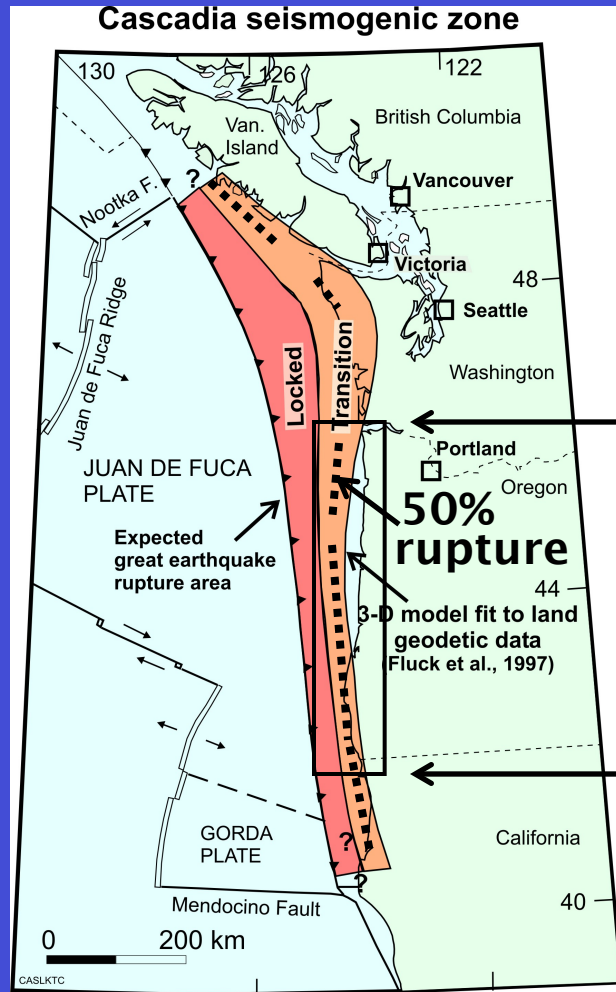 Cascadia seismogenic zone
130
126
122
British Columbia
Van.
Island
Vancouver
?
Nootka F.
Victoria
48
Seattle
Juan de Fuca Ridge
Washington
Locked
Transition
Portland
JUAN DE FUCA
PLATE
Oregon
50%
rupture
Expected
great earthquake
rupture area
44
3-D model fit to land
geodetic data
(Fluck et al., 1997)
GORDA
PLATE
?
California
?
40
Mendocino Fault
0 200 km
CASLKTC